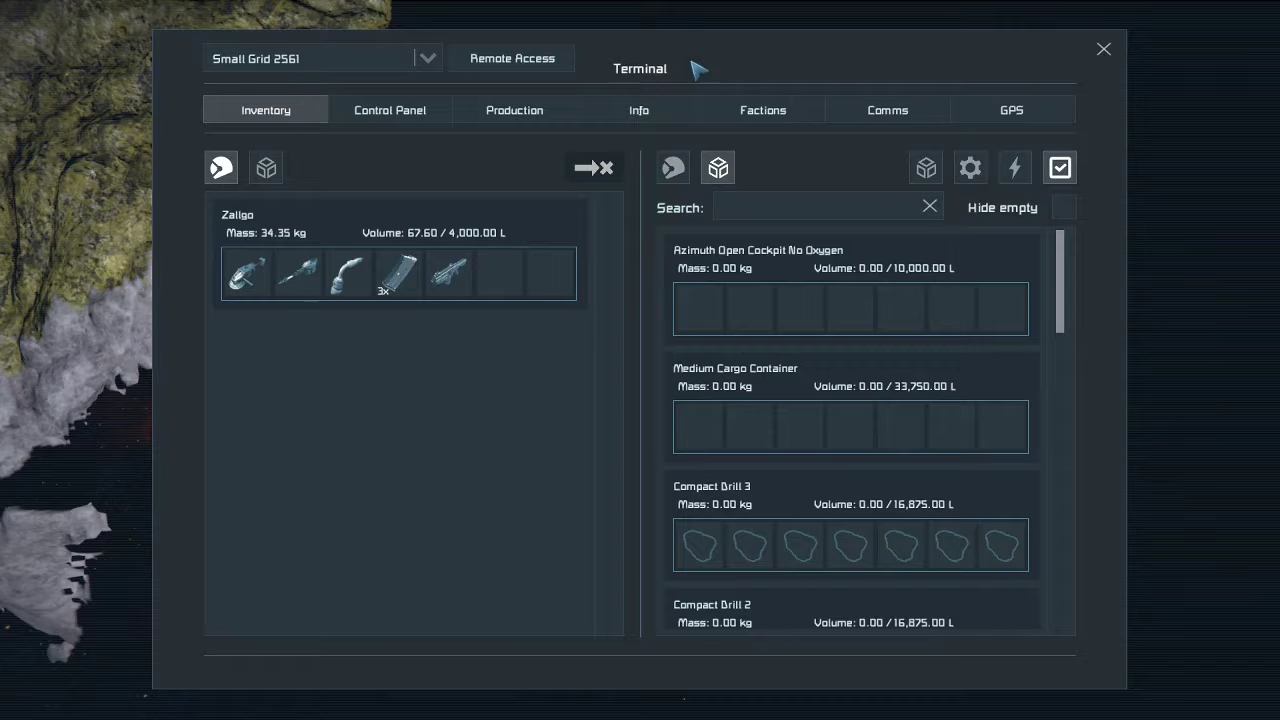 Small Grid 2561
Remote Access
Terminal
Inventory
Control Panel
Production
Info
Factions
Comms
GPS
Zallgo
Mass: 34.35 kg
Volume: 67.60 / 4,000.00 L
3x
Search:
Hide empty
Azimuth Open Cockpit No Oxygen
Mass: 0.00 kg
Volume: 0.00 / 10,000.00 L
Medium Cargo Container
Mass: 0.00 kg
Volume: 0.00 / 33,750.00 L
Compact Drill 3
Mass: 0.00 kg
Volume: 0.00 / 16,875.00 L
Compact Drill 2
Mass: 0.00 kg
Volume: 0.00 / 16,875.00 L